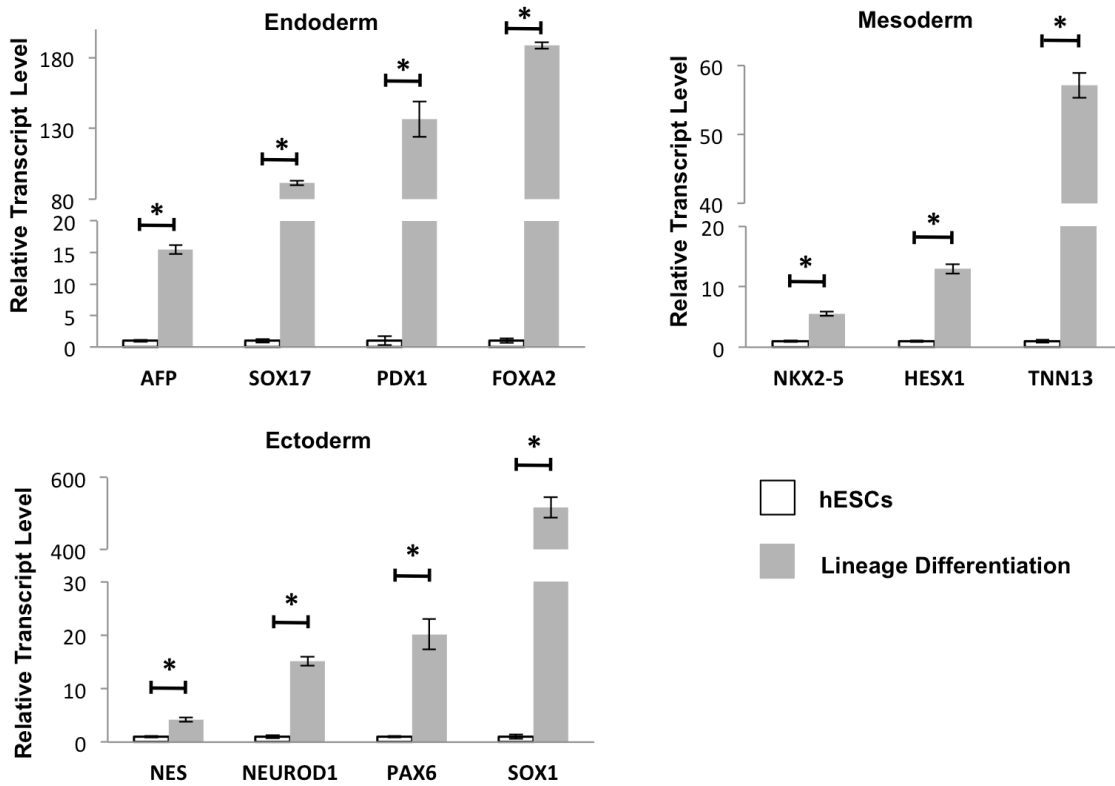 Endoderm
Relative Transcript Level
180
130
80
20
15
10
5
0
*
*
*
*
AFP SOX17 PDX1 FOXA2
Mesoderm
Relative Transcript Level
60
50
40
20
10
0
*
*
*
NKX2-5 HESX1 TNN13
Ectoderm
Relative Transcript Level
600
400
30
20
10
0
*
*
*
*
NES NEUROD1 PAX6 SOX1
hESCs
Lineage Differentiation